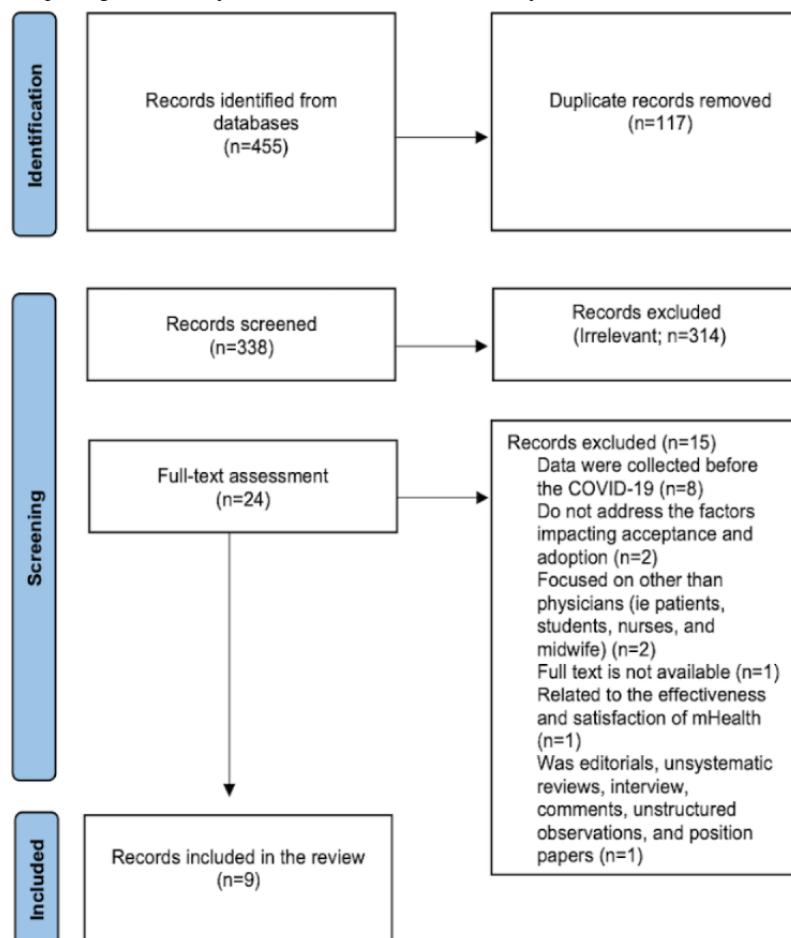 Identification
Records identified from
databases
(n=455)
Duplicate records removed
(n=117)
Screening
Records screened
(n=338)
Records excluded
(Irrelevant; n=314)
Full-text assessment
(n=24)
Records excluded (n=15)
Data were collected before
the COVID-19 (n=8)
Do not address the factors
impacting acceptance and
adoption (n=2)
Focused on other than
physicians (ie patients,
students, nurses, and
midwife) (n=2)
Full text is not available (n=1)
Related to the effectiveness
and satisfaction of mHealth
(n=1)
Was editorials, unsystematic
reviews, interview,
comments, unstructured
observations, and position
papers (n=1)
Included
Records included in the review
(n=9)